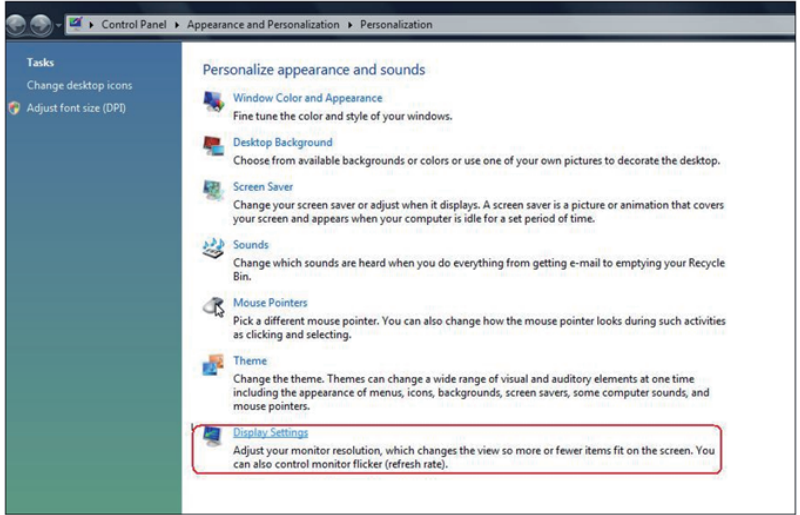 Control Panel ▸ Appearance and Personalization ▸ Personalization
Tasks
Change desktop icons
Adjust font size (DPI)
Personalize appearance and sounds
Window Color and Appearance
Fine tune the color and style of your windows.
Desktop Background
Choose from available backgrounds or colors or use one of your own pictures to decorate the desktop.
Screen Saver
Change your screen saver or adjust when it displays. A screen saver is a picture or animation that covers
your screen and appears when your computer is idle for a set period of time.
Sounds
Change which sounds are heard when you do everything from getting e-mail to emptying your Recycle
Bin.
Mouse Pointers
Pick a different mouse pointer. You can also change how the mouse pointer looks during such activities
as clicking and selecting.
Theme
Change the theme. Themes can change a wide range of visual and auditory elements at one time
including the appearance of menus, icons, backgrounds, screen savers, some computer sounds, and
mouse pointers.
Display Settings
Adjust your monitor resolution, which changes the view so more or fewer items fit on the screen. You
can also control monitor flicker (refresh rate).